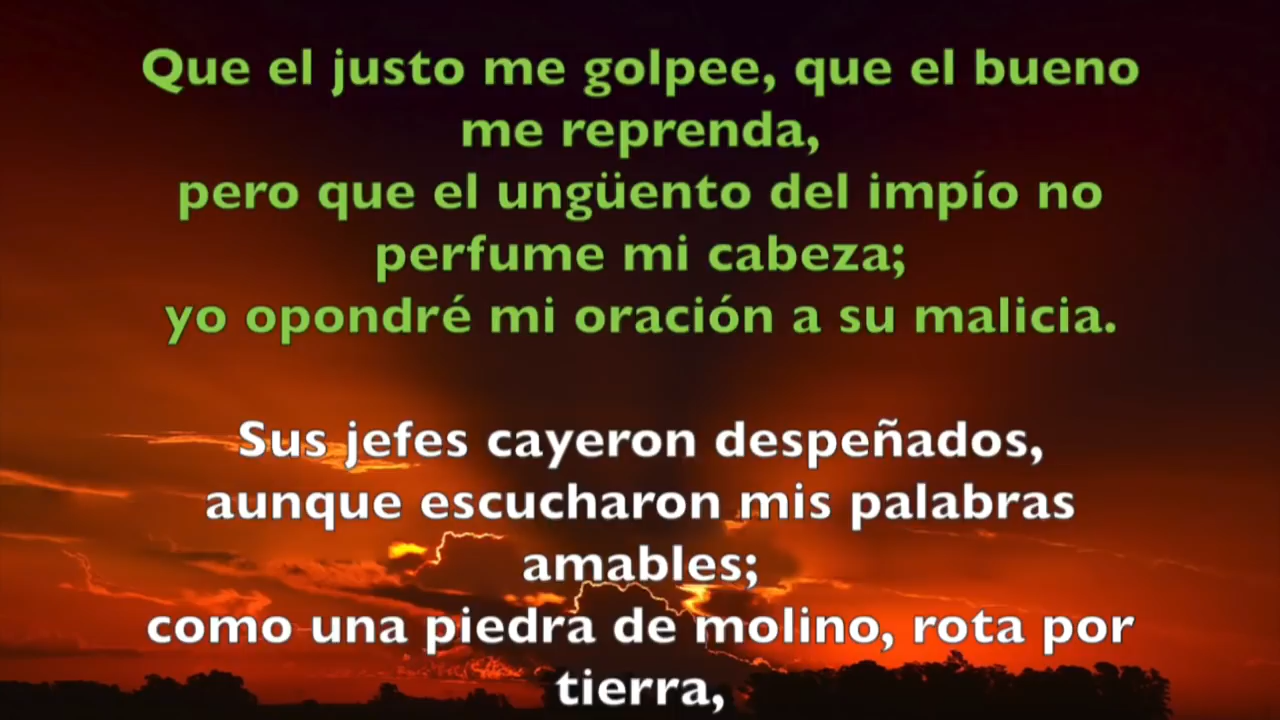 Que el justo me golpee, que el bueno
me reprenda,
pero que el ungüento del impío no
perfume mi cabeza;
yo opondré mi oración a su malicia.
Sus jefes cayeron despeñados,
aunque escucharon mis palabras
amables;
como una piedra de molino, rota por
tierra,